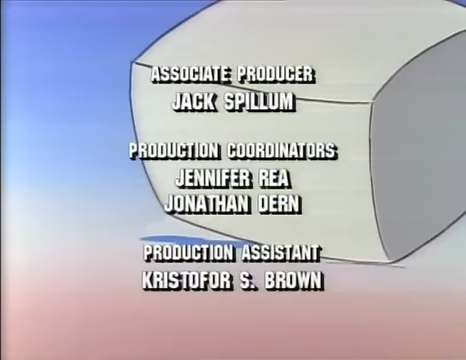 ASSOCIATE PRODUCER
JACK SPILLUM
PRODUCTION COORDINATORS
JENNIFER REA
JONATHAN DERN
PRODUCTION ASSISTANT
KRISTOFOR S. BROWN